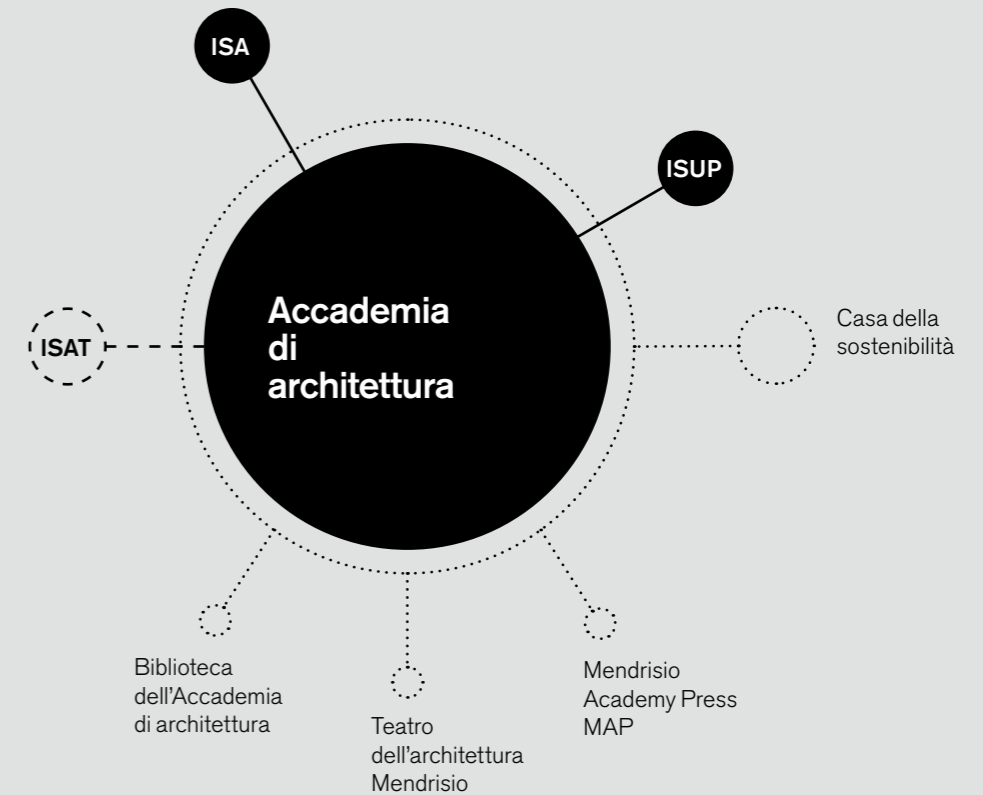 ISA
ISUP
Accademia
di
architettura
ISAT
Casa della
sostenibilità
Biblioteca
dell'Accademia
di architettura
Teatro
dell'architettura
Mendrisio
Mendrisio
Academy Press
MAP